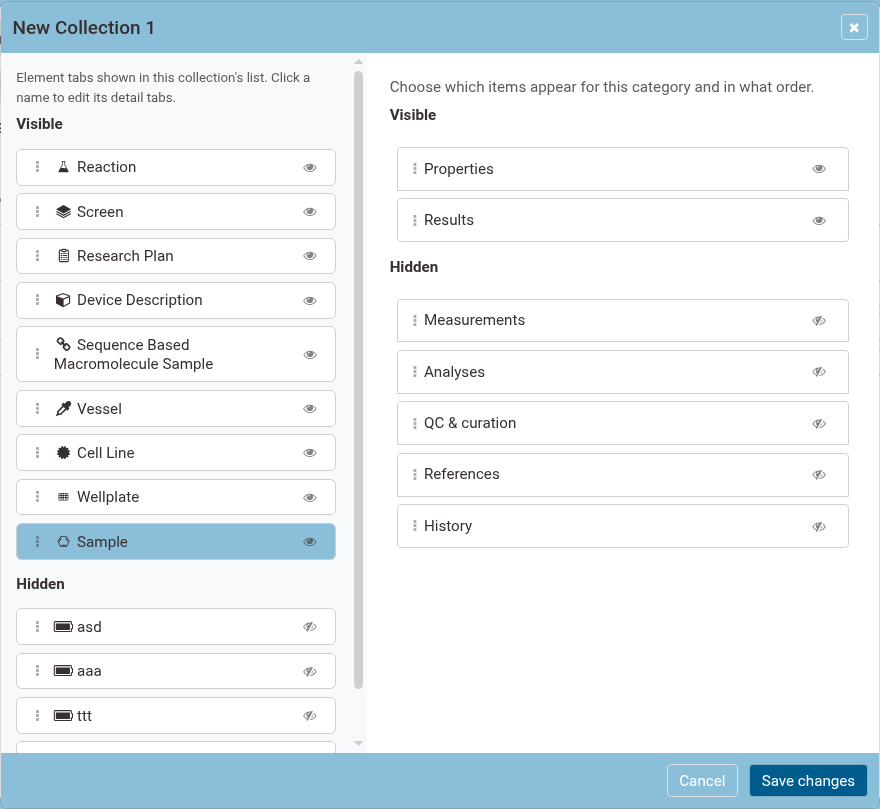 New Collection 1
Element tabs shown in this collection's list. Click a
name to edit its detail tabs.
Visible
Reaction
Screen
Research Plan
Device Description
Sequence Based
Macromolecule Sample
Vessel
Cell Line
Wellplate
Sample
Hidden
asd
aaa
ttt
Choose which items appear for this category and in what order.
Visible
Properties
Results
Hidden
Measurements
Analyses
QC & curation
References
History
Cancel
Save changes